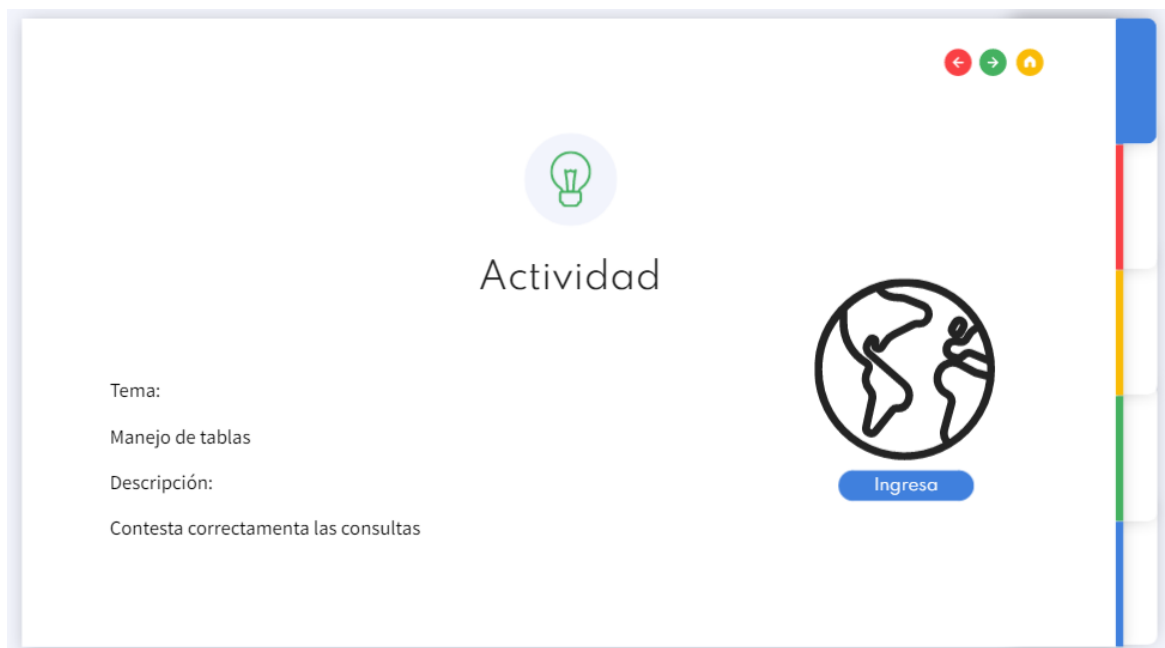 Actividad
Tema:
Manejo de tablas
Descripción:
Contesta correctamenta las consultas
Ingresa